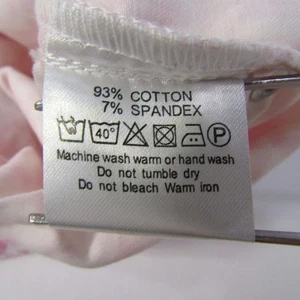 93% COTTON
7% SPANDEX
40° P
Machine wash warm or hand wash
Do not tumble dry
Do not bleach Warm iron